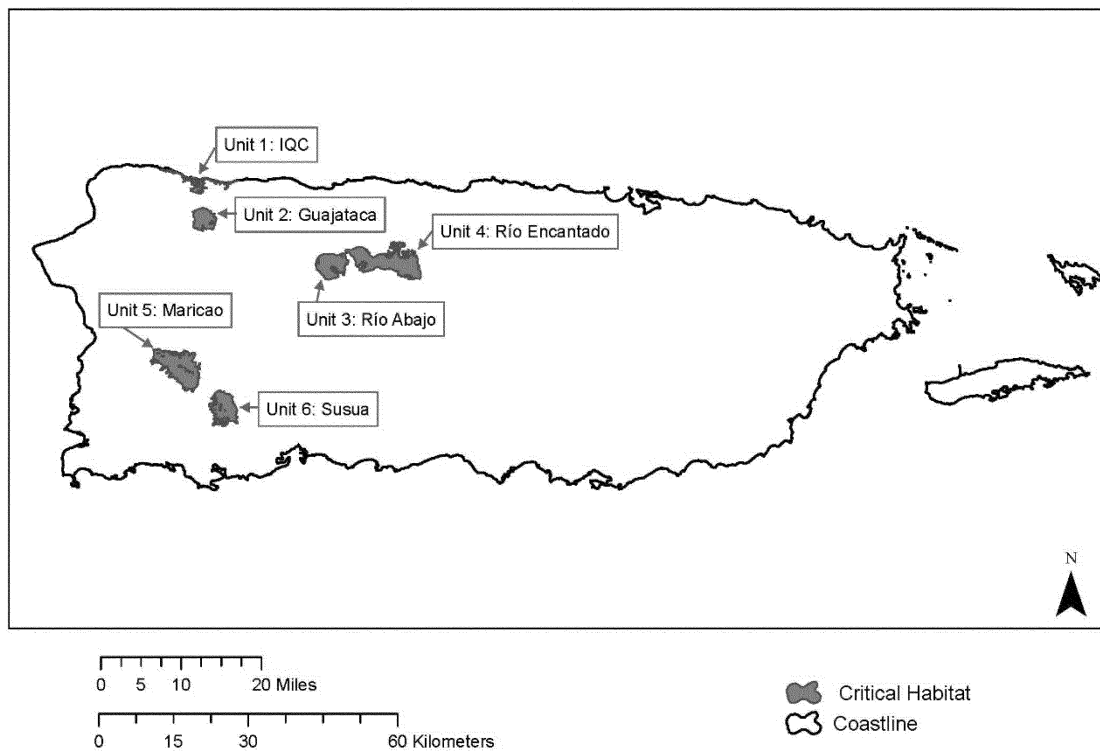 Unit 1: IQC
Unit 2: Guajataca
Unit 4: Río Encantado
Unit 5: Maricao
Unit 3: Río Abajo
Unit 6: Susua
N
0 5 10 20 Miles
0 15 30 60 Kilometers
Critical Habitat
Coastline